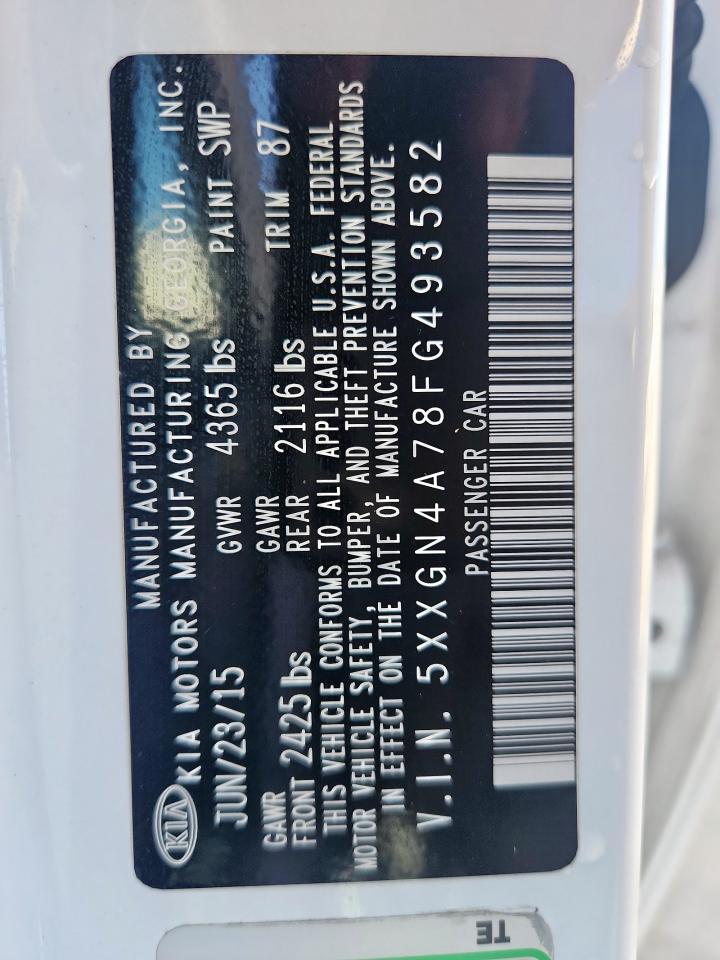 KIA
MANUFACTURED BY
KIA MOTORS MANUFACTURING GEORGIA, INC.
JUN/23/15 GVWR 4365 lbs PAINT SWP
GAWR FRONT 2425 lbs GAWR REAR 2116 lbs TRIM 87
THIS VEHICLE CONFORMS TO ALL APPLICABLE U.S.A. FEDERAL
MOTOR VEHICLE SAFETY, BUMPER, AND THEFT PREVENTION STANDARDS
IN EFFECT ON THE DATE OF MANUFACTURE SHOWN ABOVE.
V.I.N. 5XXGN4A78FG493582
PASSENGER CAR
TE